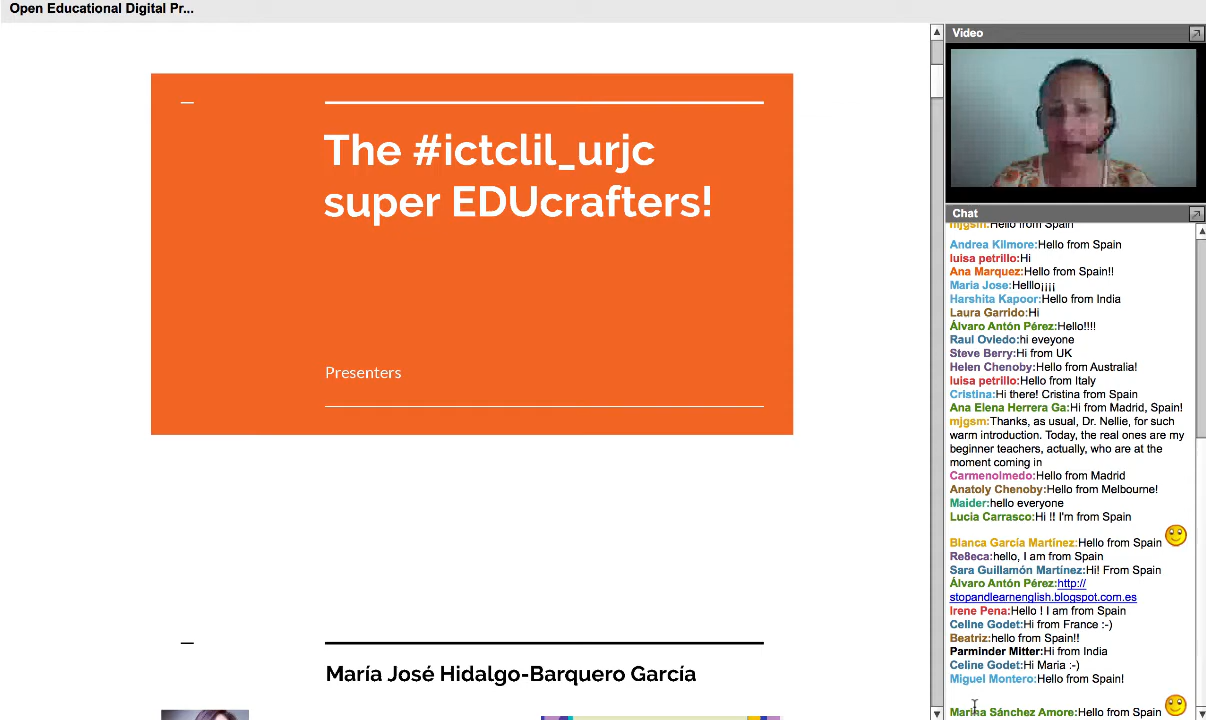 Open Educational Digital Pr...
The #ictclil_urjc
super EDUcrafters!
Presenters
María José Hidalgo-Barquero García
Video
Chat
mjgsm:Hello from Spain
Andrea Kilmore:Hello from Spain
luisa petrillo:Hi
Ana Marquez:Hello from Spain!!
Maria Jose:Helllo¡¡¡¡
Harshita Kapoor:Hello from India
Laura Garrido:Hi
Álvaro Antón Pérez:Hello!!!!
Raul Oviedo:hi eveyone
Steve Berry:Hi from UK
Helen Chenoby:Hello from Australia!
luisa petrillo:Hello from Italy
Cristina:Hi there! Cristina from Spain
Ana Elena Herrera Ga:Hi from Madrid, Spain!
mjgsm:Thanks, as usual, Dr. Nellie, for such
warm introduction. Today, the real ones are my
beginner teachers, actually, who are at the
moment coming in
Carmenolmedo:Hello from Madrid
Anatoly Chenoby:Hello from Melbourne!
Maider:hello everyone
Lucia Carrasco:Hi !! I'm from Spain
Blanca García Martínez:Hello from Spain
Re8eca:hello, I am from Spain
Sara Guillamón Martínez:Hi! From Spain
Álvaro Antón Pérez:http://
stopandlearnenglish.blogspot.com.es
Irene Pena:Hello ! I am from Spain
Celine Godet:Hi from France :-)
Beatriz:hello from Spain!!
Parminder Mitter:Hi from India
Celine Godet:Hi Maria :-)
Miguel Montero:Hello from Spain!
Marina Sánchez Amore:Hello from Spain